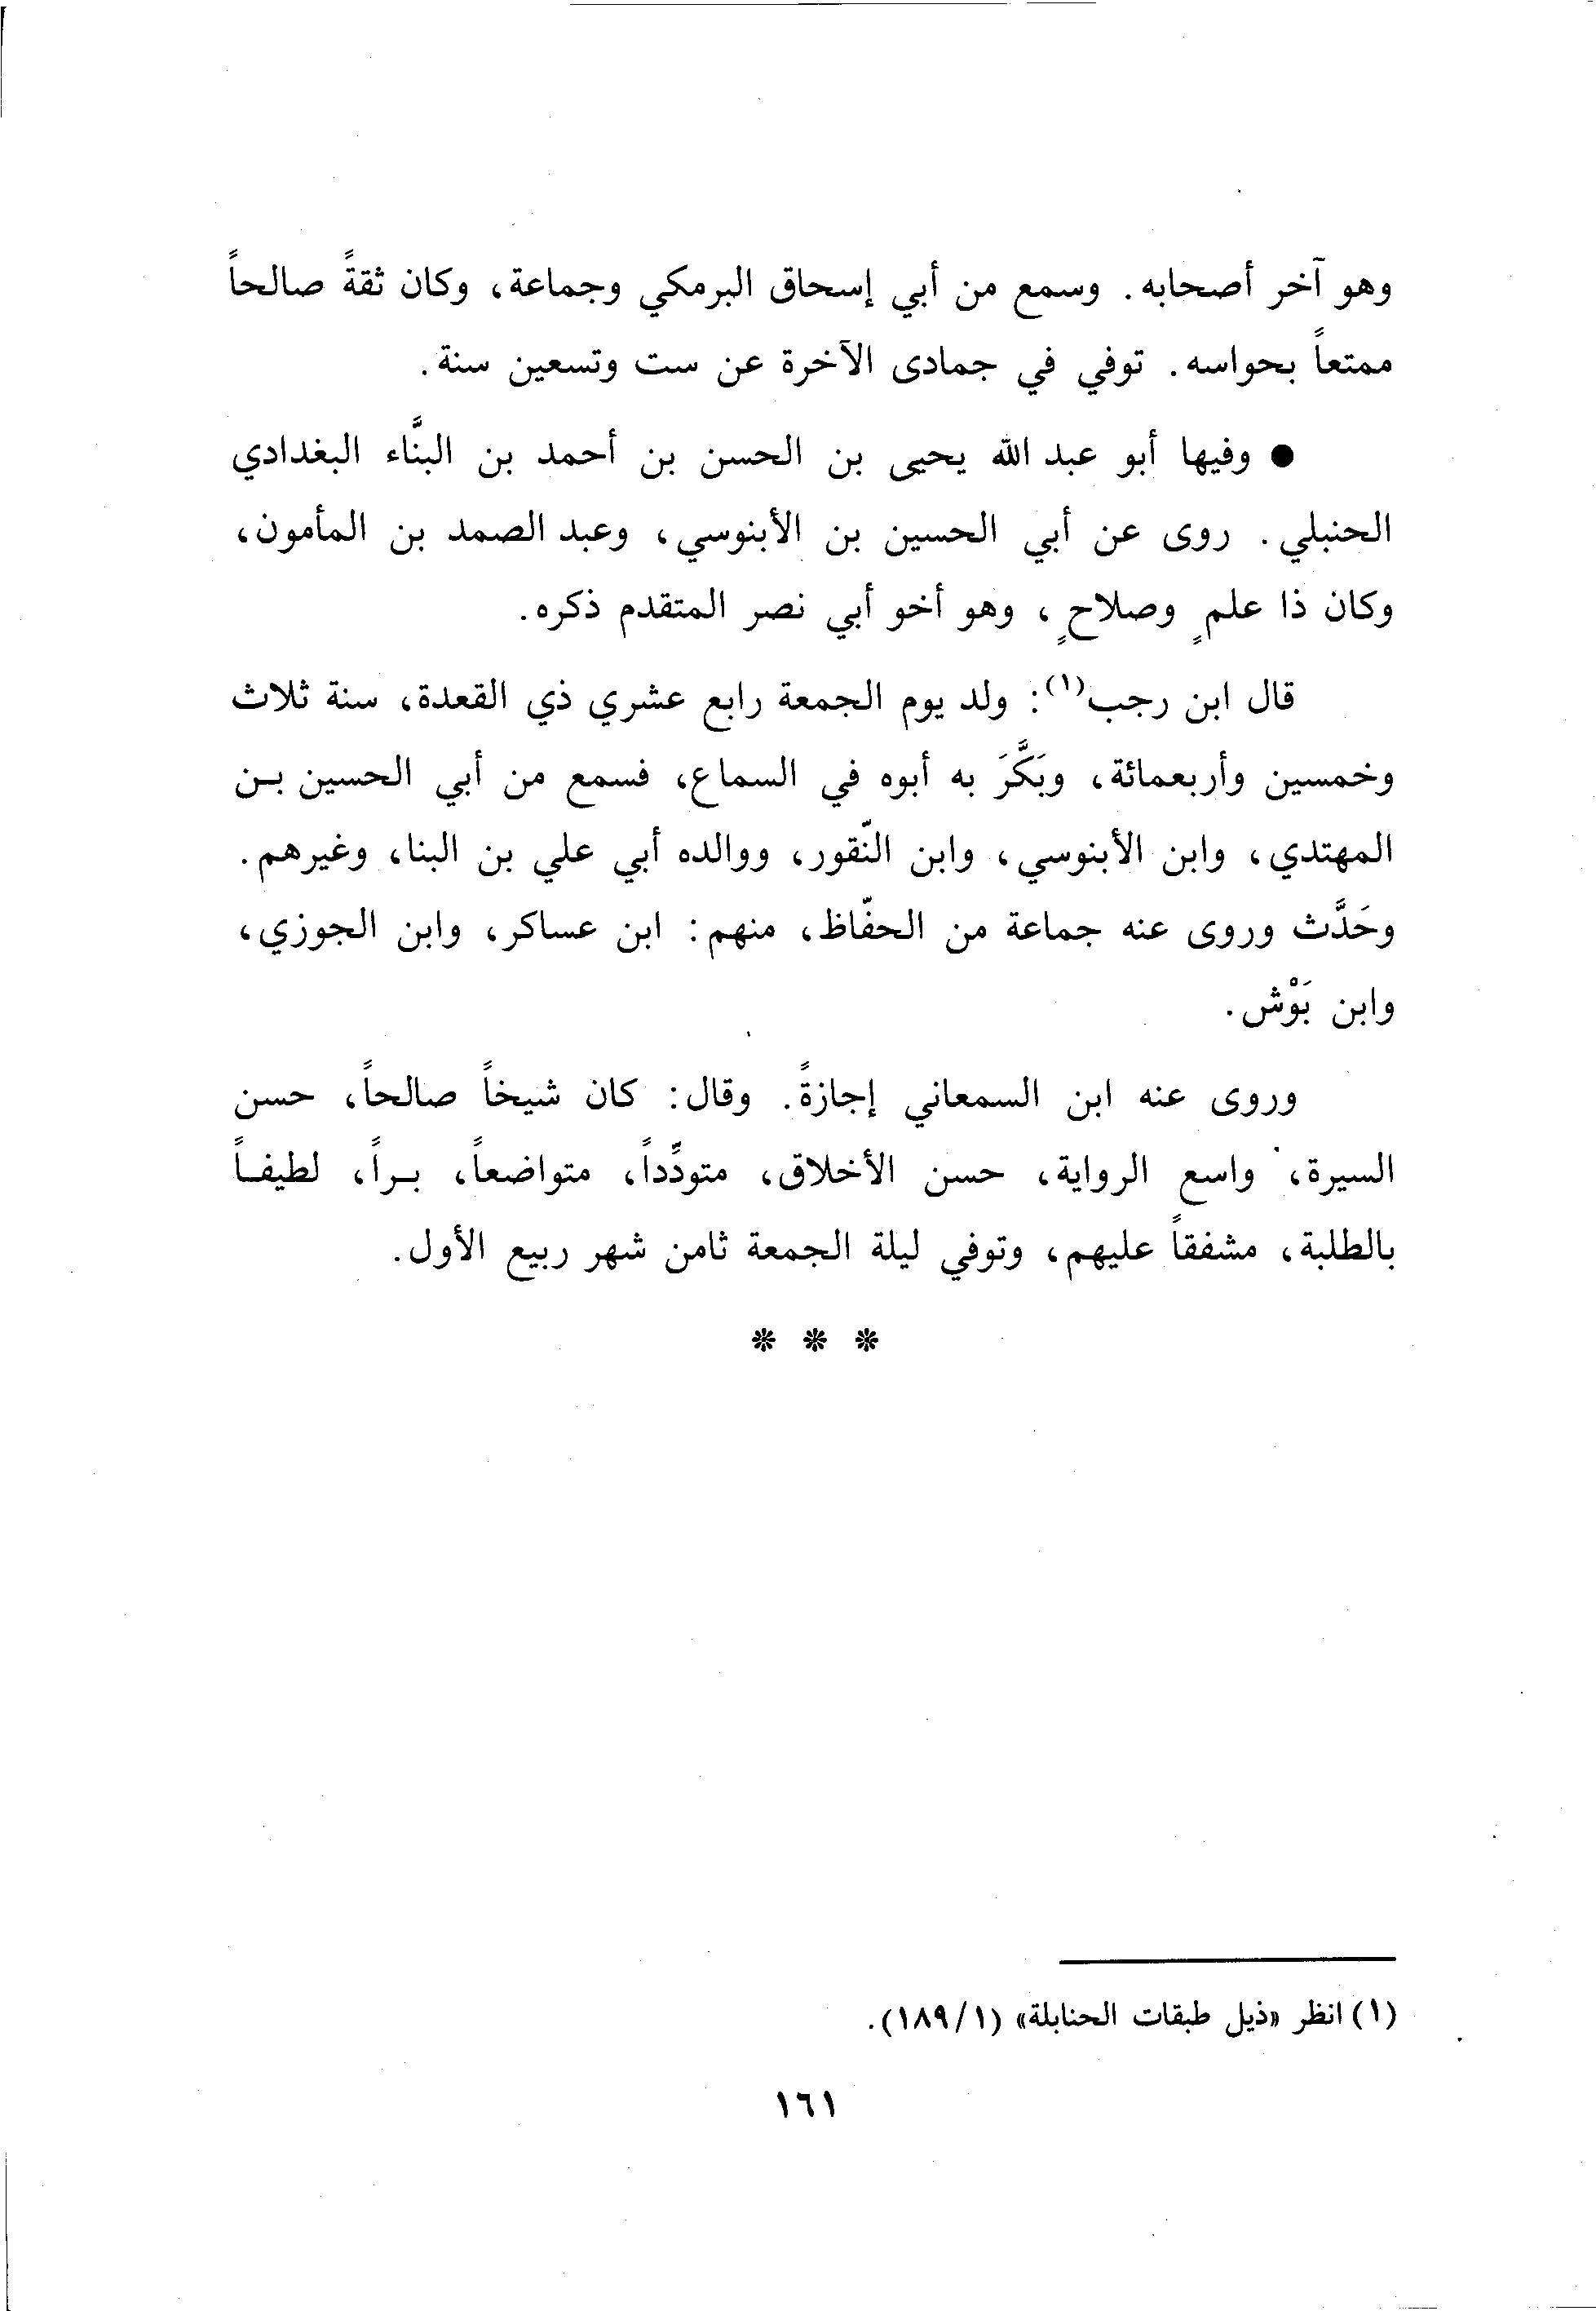 وهو آخر أصحابه. وسمع من أبي إسحاق البرمكي وجماعة، وكان ثقةً صالحاً
ممتعاً بحواسه. توفي في جمادى الآخرة عن ست وتسعين سنة.
● وفيها أبو عبد الله يحيى بن الحسن بن أحمد بن البنَّاء البغدادي
الحنبلي. روى عن أبي الحسين بن الأبنوسي، وعبد الصمد بن المأمون،
وكان ذا علمٍ وصلاحٍ، وهو أخو أبي نصر المتقدم ذكره.
قال ابن رجب(١): ولد يوم الجمعة رابع عشري ذي القعدة، سنة ثلاث
وخمسين وأربعمائة، وبَكَّرَ به أبوه في السماع، فسمع من أبي الحسين بـن
المهتدي، وابن الأبنوسي، وابن النّقور، ووالده أبي علي بن البنا، وغيرهم.
وحَدَّث وروى عنه جماعة من الحفّاظ، منهم: ابن عساكر، وابن الجوزي،
وابن بَوْش.
وروى عنه ابن السمعاني إجازةً. وقال: كان شيخاً صالحاً، حسن
السيرة، واسع الرواية، حسن الأخلاق، متودِّداً، متواضعاً، بـراً، لطيفـاً
بالطلبة، مشفقاً عليهم، وتوفي ليلة الجمعة ثامن شهر ربيع الأول.
* * *
(١) انظر «ذيل طبقات الحنابلة» (١/١٨٩).
١٦١